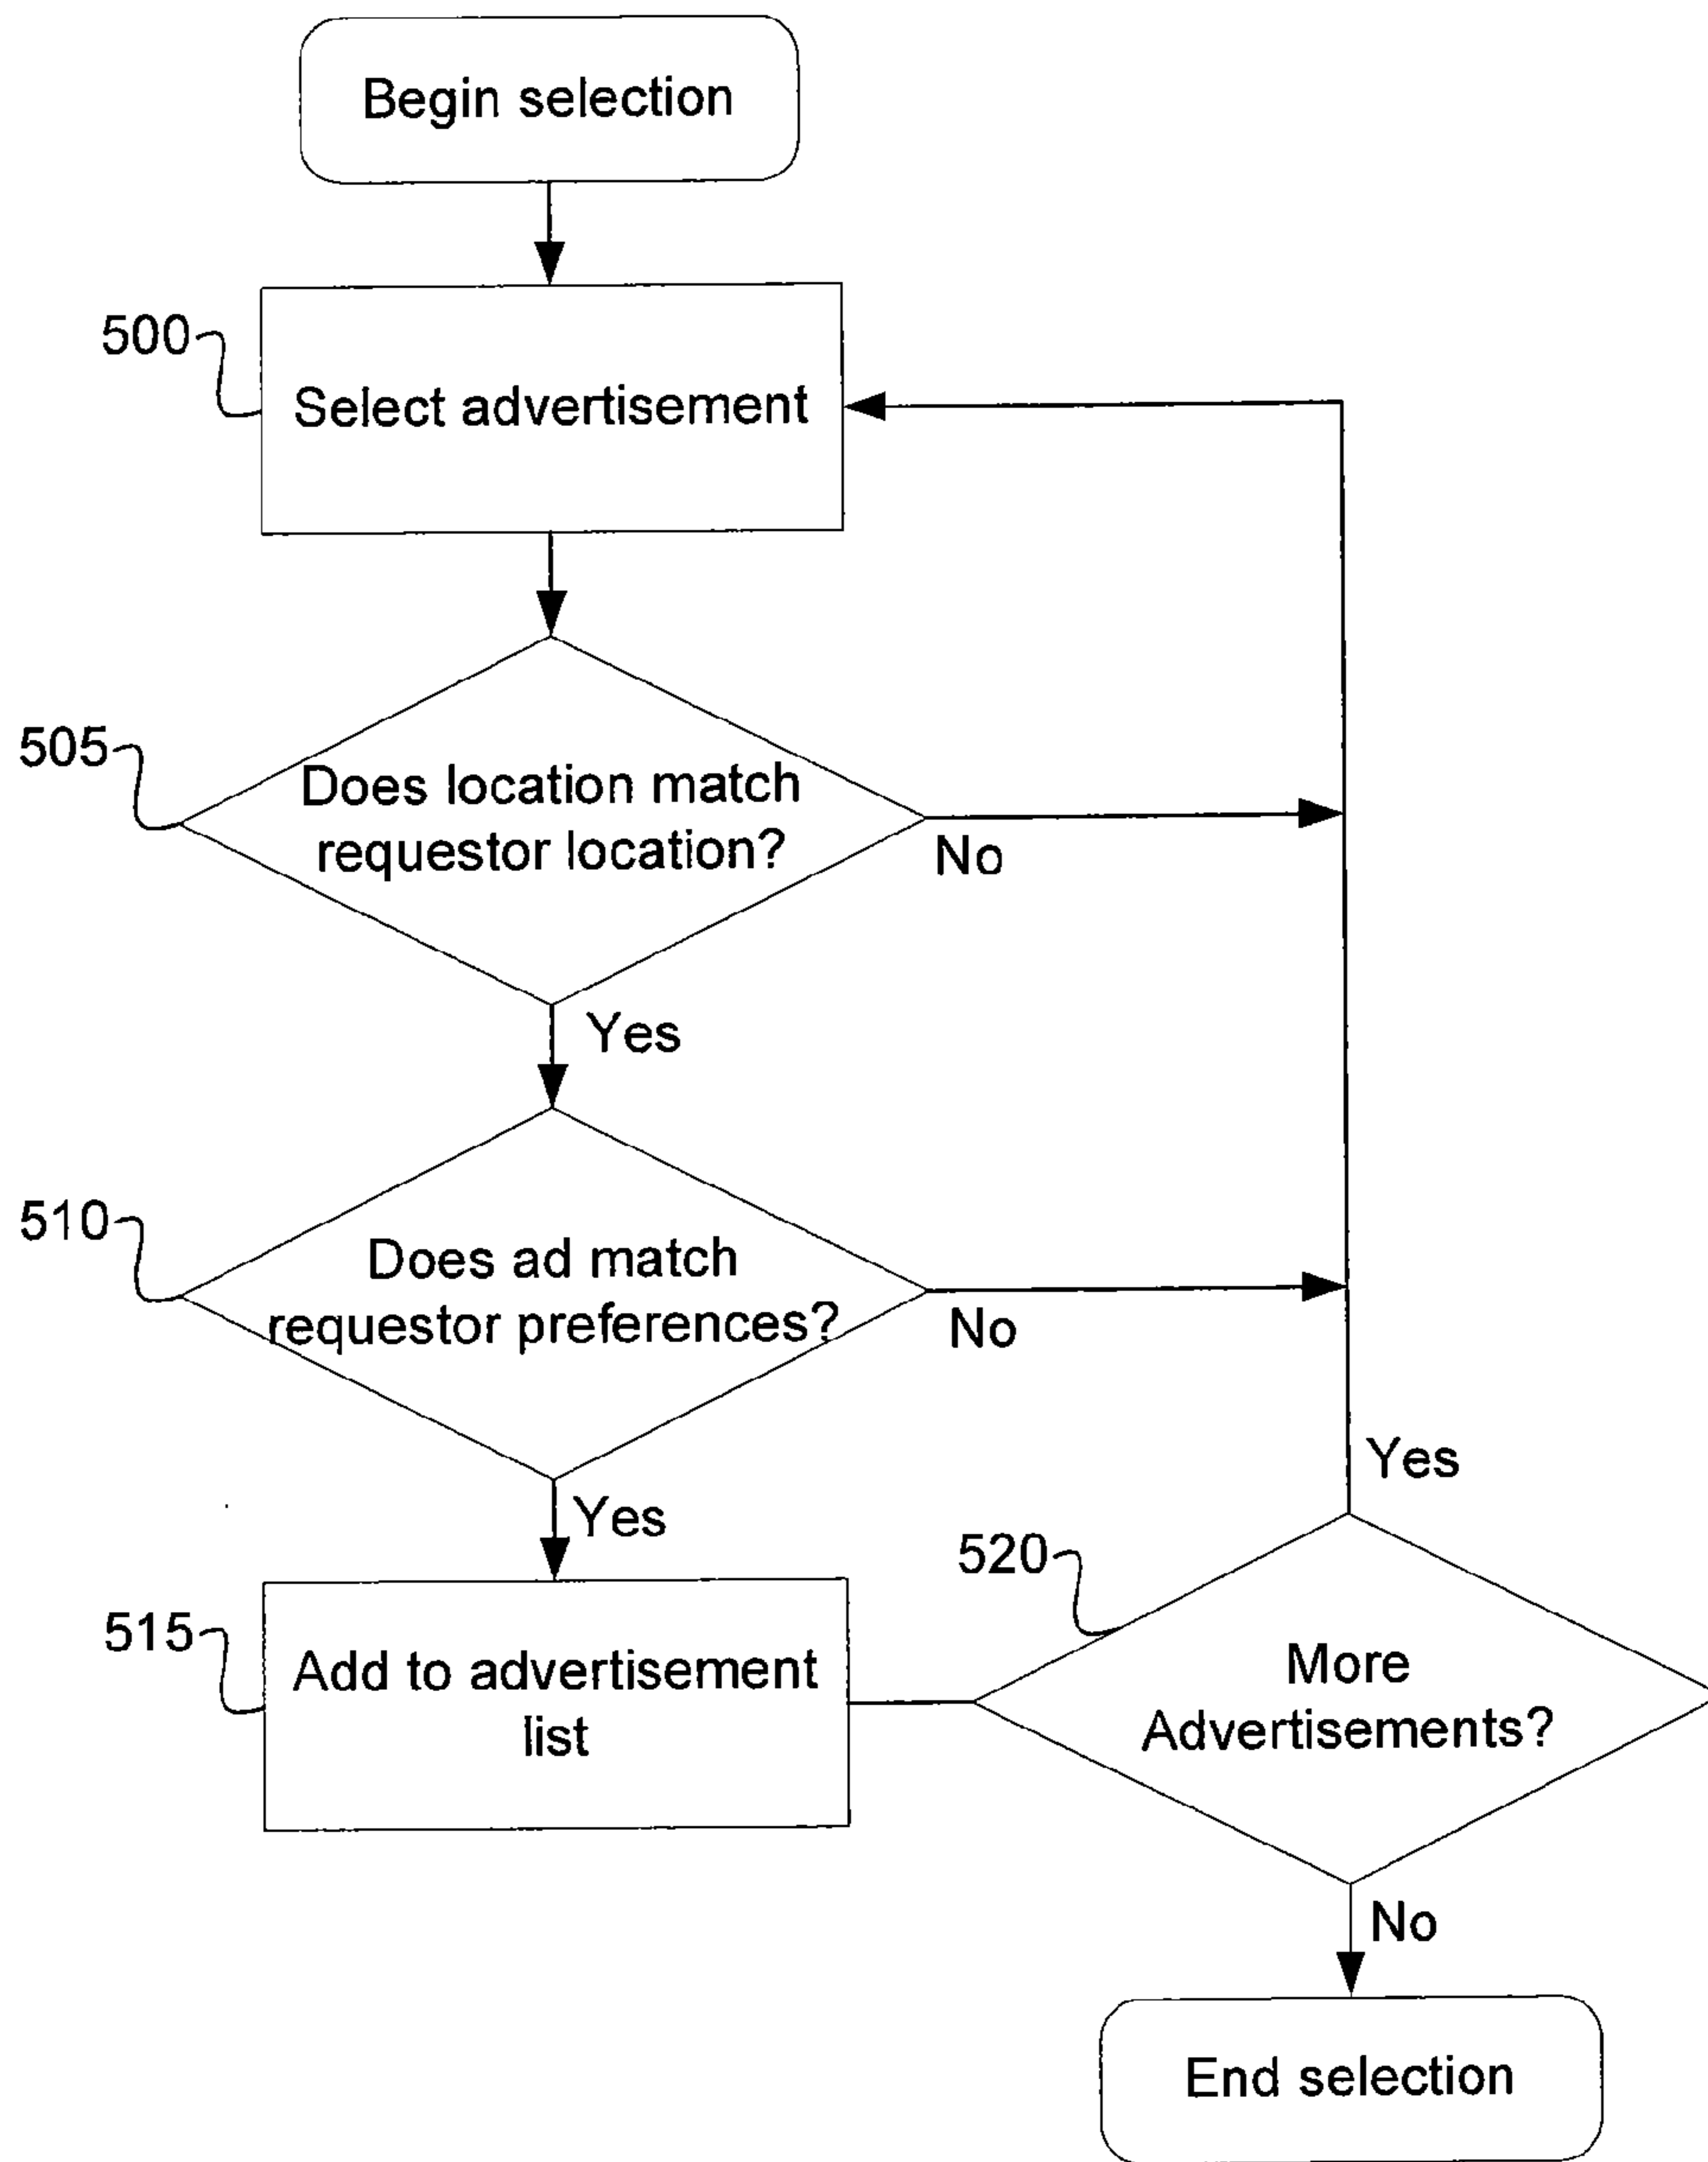 Begin selection
500
Select advertisement
505
Does location match
requestor location?
No
Yes
510
Does ad match
requestor preferences?
No
Yes
Yes
520
515
Add to advertisement
list
More
Advertisements?
No
End selection